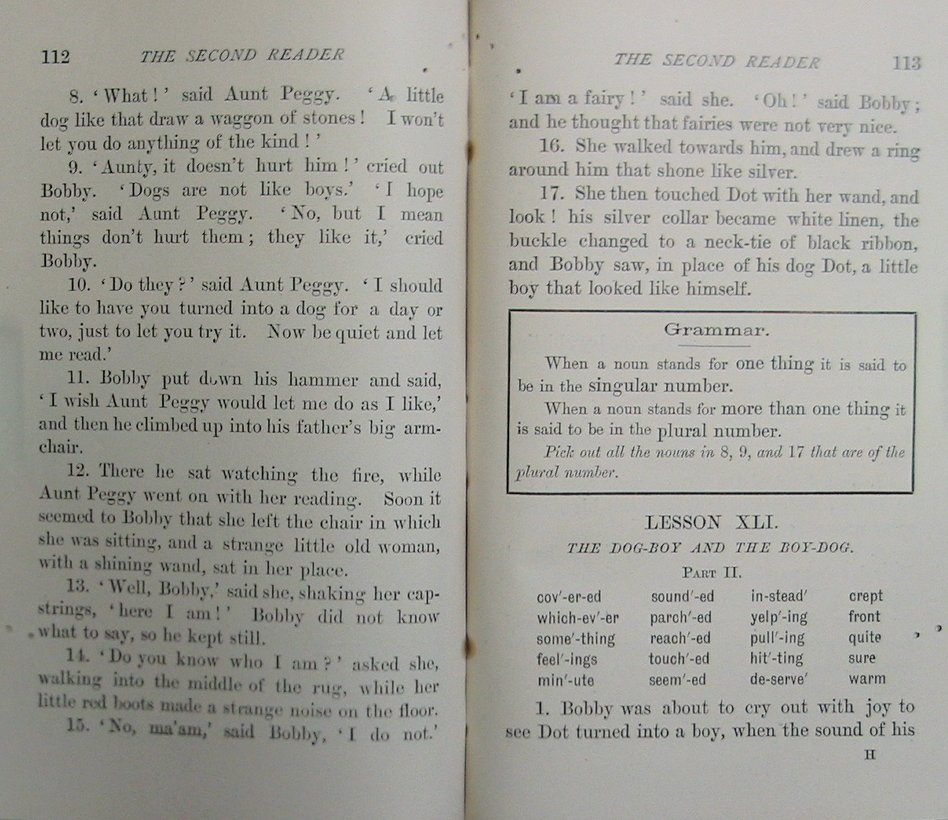 112 THE SECOND READER
8. ‘What!’ said Aunt Peggy. ‘A little
dog like that draw a waggon of stones! I won’t
let you do anything of the kind!’
9. ‘Aunty, it doesn’t hurt him!’ cried out
Bobby. ‘Dogs are not like boys.’ ‘I hope
not,’ said Aunt Peggy. ‘No, but I mean
things don’t hurt them; they like it,’ cried
Bobby.
10. ‘Do they?’ said Aunt Peggy. ‘I should
like to have you turned into a dog for a day or
two, just to let you try it. Now be quiet and let
me read.’
11. Bobby put down his hammer and said,
‘I wish Aunt Peggy would let me do as I like,’
and then he climbed up into his father’s big arm-
chair.
12. There he sat watching the fire, while
Aunt Peggy went on with her reading. Soon it
seemed to Bobby that she left the chair in which
she was sitting, and a strange little old woman,
with a shining wand, sat in her place.
13. ‘Well, Bobby,’ said she, shaking her cap-
strings, ‘here I am!’ Bobby did not know
what to say, so he kept still.
14. ‘Do you know who I am?’ asked she,
walking into the middle of the rug, while her
little red boots made a strange noise on the floor.
15. ‘No, ma’am,’ said Bobby, ‘I do not.’
THE SECOND READER 113
‘I am a fairy!’ said she. ‘Oh!’ said Bobby;
and he thought that fairies were not very nice.
16. She walked towards him, and drew a ring
around him that shone like silver.
17. She then touched Dot with her wand, and
look! his silver collar became white linen, the
buckle changed to a neck-tie of black ribbon,
and Bobby saw, in place of his dog Dot, a little
boy that looked like himself.
Grammar.
When a noun stands for one thing it is said to
be in the singular number.
When a noun stands for more than one thing it
is said to be in the plural number.
Pick out all the nouns in 8, 9, and 17 that are of the
plural number.
LESSON XLI.
THE DOG-BOY AND THE BOY-DOG.
PART II.
cov′-er-ed sound′-ed in-stead′ crept
which-ev′-er parch′-ed yelp′-ing front
some′-thing reach′-ed pull′-ing quite
feel′-ings touch′-ed hit′-ting sure
min′-ute seem′-ed de-serve′ warm
1. Bobby was about to cry out with joy to
see Dot turned into a boy, when the sound of his
H